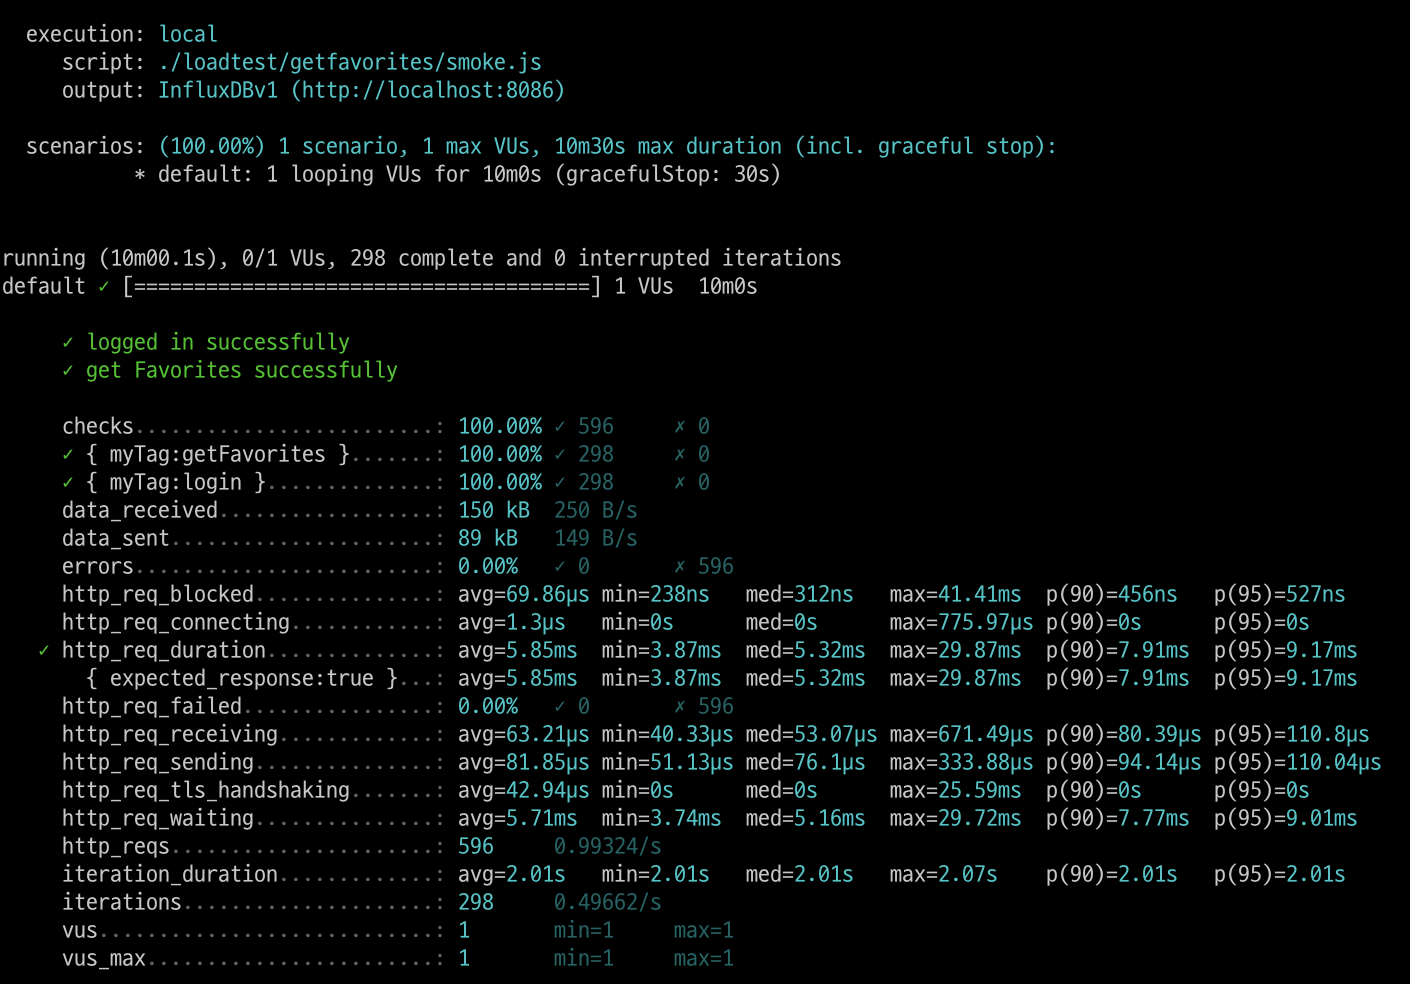 execution: local
script: ./loadtest/getfavorites/smoke.js
output: InfluxDBv1 (http://localhost:8086)
scenarios: (100.00%) 1 scenario, 1 max VUs, 10m30s max duration (incl. graceful stop):
* default: 1 looping VUs for 10m0s (gracefulStop: 30s)
running (10m00.1s), 0/1 VUs, 298 complete and 0 interrupted iterations
default ✓ [======================================] 1 VUs  10m0s
✓ logged in successfully
✓ get Favorites successfully
checks.........................: 100.00% ✓ 596     ✗ 0
✓ { myTag:getFavorites }.......: 100.00% ✓ 298     ✗ 0
✓ { myTag:login }..............: 100.00% ✓ 298     ✗ 0
data_received..................: 150 kB  250 B/s
data_sent......................: 89 kB   149 B/s
errors.........................: 0.00%   ✓ 0       ✗ 596
http_req_blocked...............: avg=69.86µs min=238ns   med=312ns   max=41.41ms  p(90)=456ns   p(95)=527ns
http_req_connecting............: avg=1.3µs   min=0s      med=0s      max=775.97µs p(90)=0s      p(95)=0s
✓ http_req_duration..............: avg=5.85ms  min=3.87ms  med=5.32ms  max=29.87ms  p(90)=7.91ms  p(95)=9.17ms
{ expected_response:true }...: avg=5.85ms  min=3.87ms  med=5.32ms  max=29.87ms  p(90)=7.91ms  p(95)=9.17ms
http_req_failed................: 0.00%   ✓ 0       ✗ 596
http_req_receiving.............: avg=63.21µs min=40.33µs med=53.07µs max=671.49µs p(90)=80.39µs p(95)=110.8µs
http_req_sending...............: avg=81.85µs min=51.13µs med=76.1µs  max=333.88µs p(90)=94.14µs p(95)=110.04µs
http_req_tls_handshaking.......: avg=42.94µs min=0s      med=0s      max=25.59ms  p(90)=0s      p(95)=0s
http_req_waiting...............: avg=5.71ms  min=3.74ms  med=5.16ms  max=29.72ms  p(90)=7.77ms  p(95)=9.01ms
http_reqs......................: 596     0.99324/s
iteration_duration.............: avg=2.01s   min=2.01s   med=2.01s   max=2.07s    p(90)=2.01s   p(95)=2.01s
iterations.....................: 298     0.49662/s
vus............................: 1       min=1     max=1
vus_max........................: 1       min=1     max=1